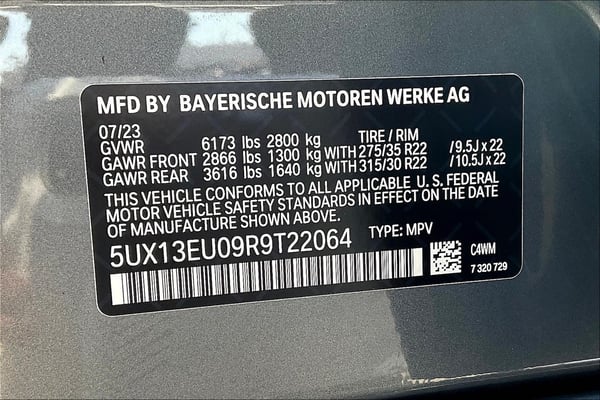 MFD BY BAYERISCHE MOTOREN WERKE AG
07/23 TIRE / RIM
GVWR 6173 lbs 2800 kg
GAWR FRONT 2866 lbs 1300 kg WITH 275/35 R22 /9.5J x 22
GAWR REAR 3616 lbs 1640 kg WITH 315/30 R22 /10.5J x 22
THIS VEHICLE CONFORMS TO ALL APPLICABLE U.S. FEDERAL
MOTOR VEHICLE SAFETY STANDARDS IN EFFECT ON THE DATE
OF MANUFACTURE SHOWN ABOVE.
5UX13EU09R9T22064 TYPE: MPV
C4WM
7 320 729